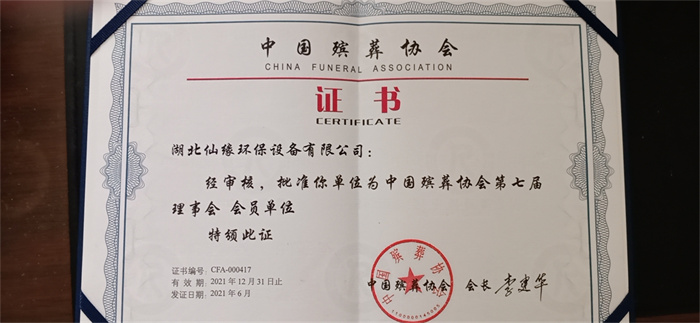 中国殡葬协会
CHINA FUNERAL ASSOCIATION
证书
CERTIFICATE
湖北仙缘环保设备有限公司：
经审核，批准你单位为中国殡葬协会第七届
理事会 会员单位
特颁此证
证书编号：CFA-000417
有效期：2021年12月31日止
发证日期：2021年6月
中国殡葬协会
中国殡葬协会 会长 李建华